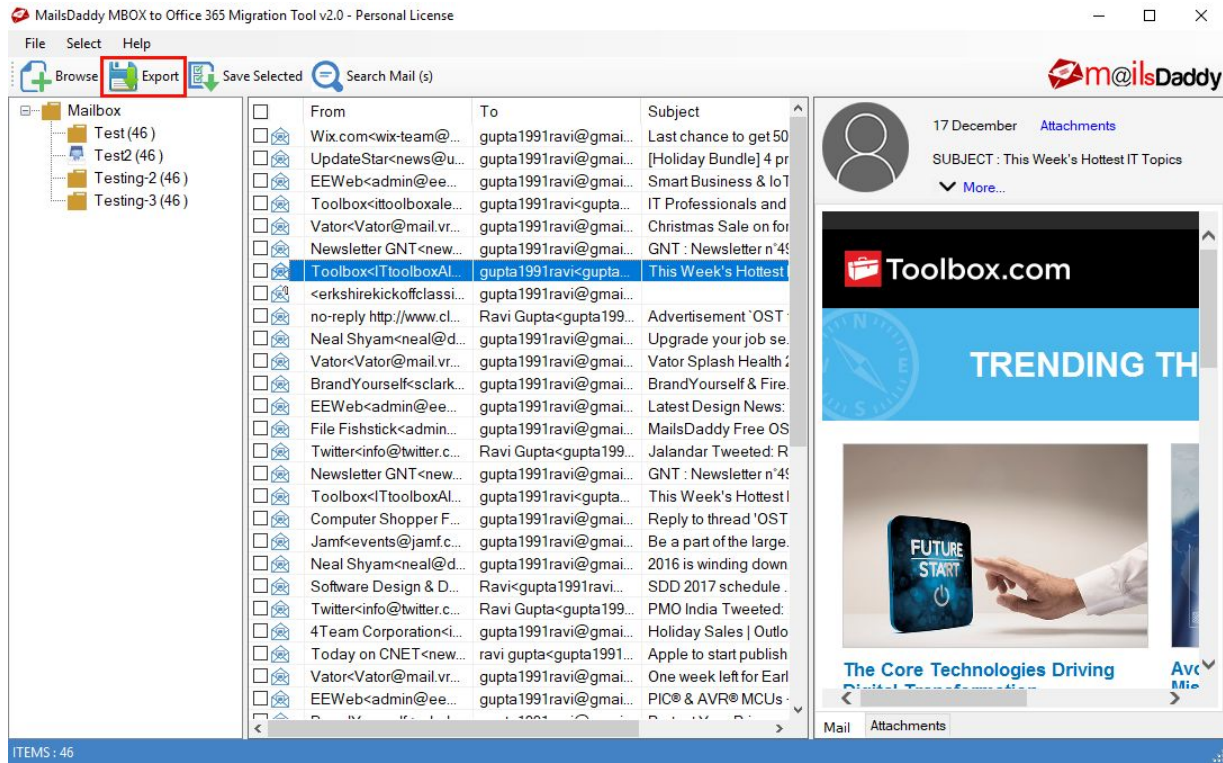 MailsDaddy MBOX to Office 365 Migration Tool v2.0 - Personal License
File Select Help
Browse Export Save Selected Search Mail (s)
m@ilsDaddy
Mailbox
Test (46 )
Test2 (46 )
Testing-2 (46 )
Testing-3 (46 )
From To Subject
Wix.com<wix-team@... gupta1991ravi@gmai... Last chance to get 50
UpdateStar<news@u... gupta1991ravi@gmai... [Holiday Bundle] 4 pr
EEWeb<admin@ee... gupta1991ravi@gmai... Smart Business & IoT
Toolbox<ittoolboxale... gupta1991ravi<gupta... IT Professionals and
Vator<Vator@mail.vr... gupta1991ravi@gmai... Christmas Sale on for
Newsletter GNT<new... gupta1991ravi@gmai... GNT : Newsletter n°49
Toolbox<ITtoolboxAl... gupta1991ravi<gupta... This Week's Hottest
<erkshirekickoffclassi... gupta1991ravi@gmai...
no-reply http://www.cl... Ravi Gupta<gupta199... Advertisement `OST
Neal Shyam<neal@d... gupta1991ravi@gmai... Upgrade your job se.
Vator<Vator@mail.vr... gupta1991ravi@gmai... Vator Splash Health
BrandYourself<sclark... gupta1991ravi@gmai... BrandYourself & Fire.
EEWeb<admin@ee... gupta1991ravi@gmai... Latest Design News:
File Fishstick<admin... gupta1991ravi@gmai... MailsDaddy Free OS
Twitter<info@twitter.c... Ravi Gupta<gupta199... Jalandar Tweeted: R
Newsletter GNT<new... gupta1991ravi@gmai... GNT : Newsletter n°49
Toolbox<ITtoolboxAl... gupta1991ravi<gupta... This Week's Hottest
Computer Shopper F... gupta1991ravi@gmai... Reply to thread 'OST
Jamf<events@jamf.c... gupta1991ravi@gmai... Be a part of the large.
Neal Shyam<neal@d... gupta1991ravi@gmai... 2016 is winding down
Software Design & D... Ravi<gupta1991ravi... SDD 2017 schedule .
Twitter<info@twitter.c... Ravi Gupta<gupta199... PMO India Tweeted:
4Team Corporation<i... gupta1991ravi@gmai... Holiday Sales | Outlo
Today on CNET<new... ravi gupta<gupta1991... Apple to start publish
Vator<Vator@mail.vr... gupta1991ravi@gmai... One week left for Earl
EEWeb<admin@ee... gupta1991ravi@gmai... PIC® & AVR® MCUs -
17 December Attachments
SUBJECT : This Week's Hottest IT Topics
More...
Toolbox.com
TRENDING TH
FUTURE
START
The Core Technologies Driving
Mail Attachments
ITEMS : 46